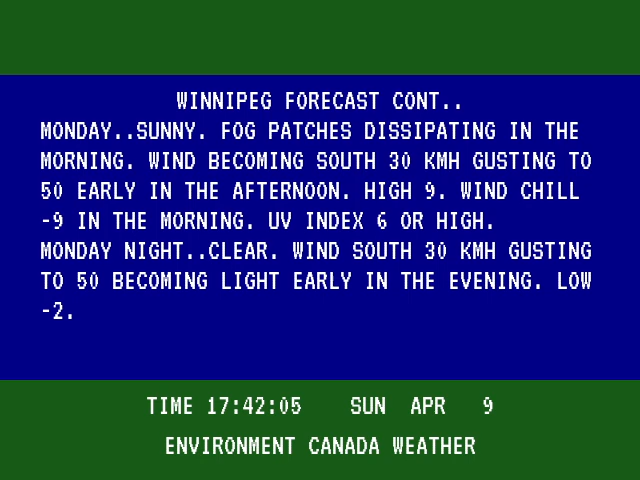 WINNIPEG FORECAST CONT..
MONDAY..SUNNY. FOG PATCHES DISSIPATING IN THE
MORNING. WIND BECOMING SOUTH 30 KMH GUSTING TO
50 EARLY IN THE AFTERNOON. HIGH 9. WIND CHILL
-9 IN THE MORNING. UV INDEX 6 OR HIGH.
MONDAY NIGHT..CLEAR. WIND SOUTH 30 KMH GUSTING
TO 50 BECOMING LIGHT EARLY IN THE EVENING. LOW
-2.
TIME 17:42:05 SUN APR 9
ENVIRONMENT CANADA WEATHER